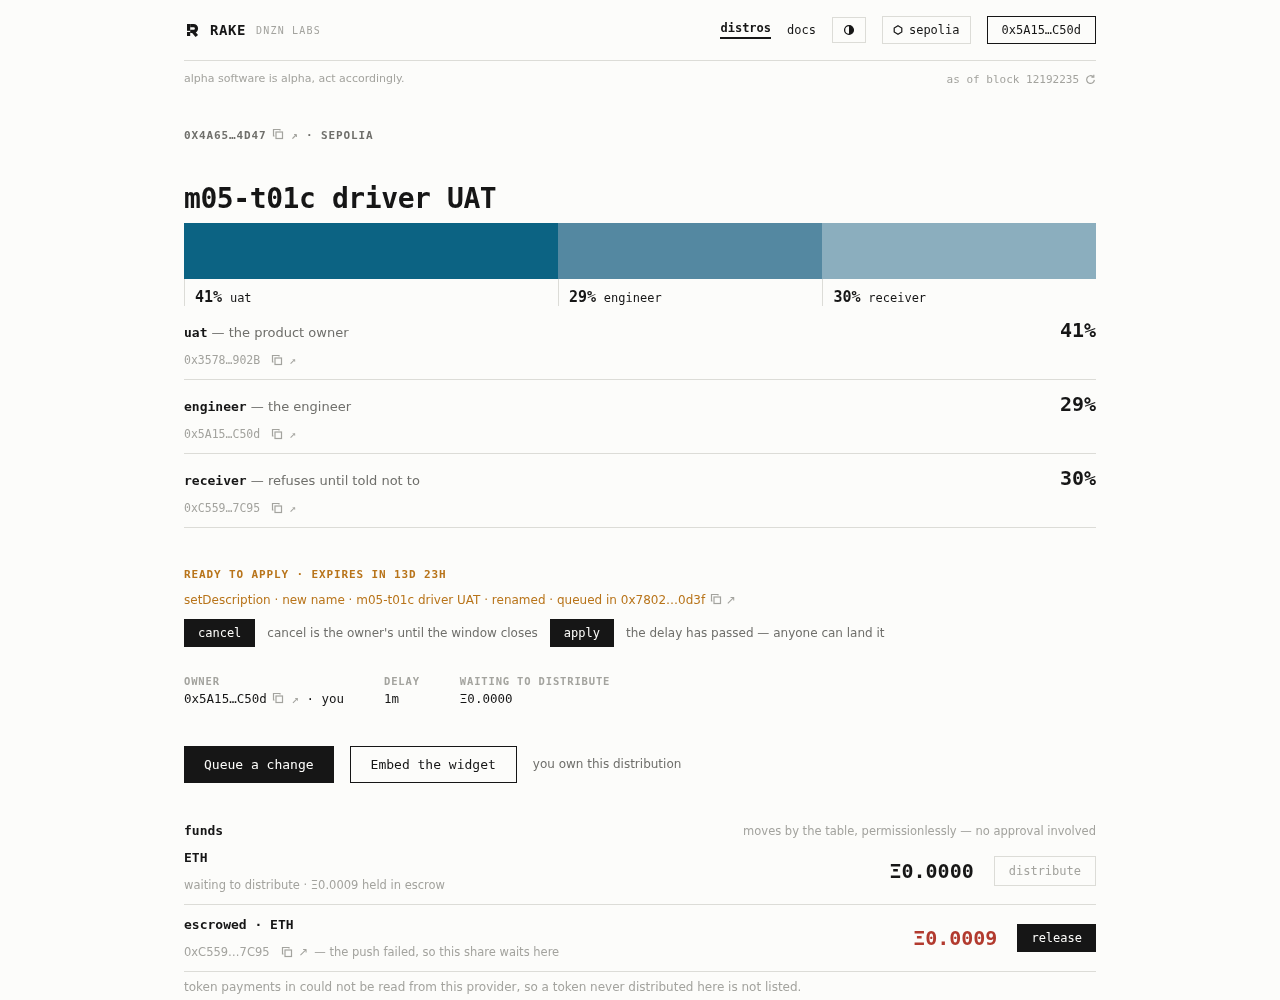 RAKE DNZN LABS distros docs sepolia 0x5A15…C50d
alpha software is alpha, act accordingly. as of block 12192235
0X4A65…4D47 ↗ · SEPOLIA
m05-t01c driver UAT
41% uat 29% engineer 30% receiver
uat — the product owner 41%
0x3578…902B ↗
engineer — the engineer 29%
0x5A15…C50d ↗
receiver — refuses until told not to 30%
0xC559…7C95 ↗
READY TO APPLY · EXPIRES IN 13D 23H
setDescription · new name · m05-t01c driver UAT · renamed · queued in 0x7802…0d3f ↗
cancel cancel is the owner's until the window closes apply the delay has passed — anyone can land it
OWNER DELAY WAITING TO DISTRIBUTE
0x5A15…C50d ↗ · you 1m Ξ0.0000
Queue a change Embed the widget you own this distribution
funds moves by the table, permissionlessly — no approval involved
ETH Ξ0.0000 distribute
waiting to distribute · Ξ0.0009 held in escrow
escrowed · ETH Ξ0.0009 release
0xC559…7C95 ↗ — the push failed, so this share waits here
token payments in could not be read from this provider, so a token never distributed here is not listed.